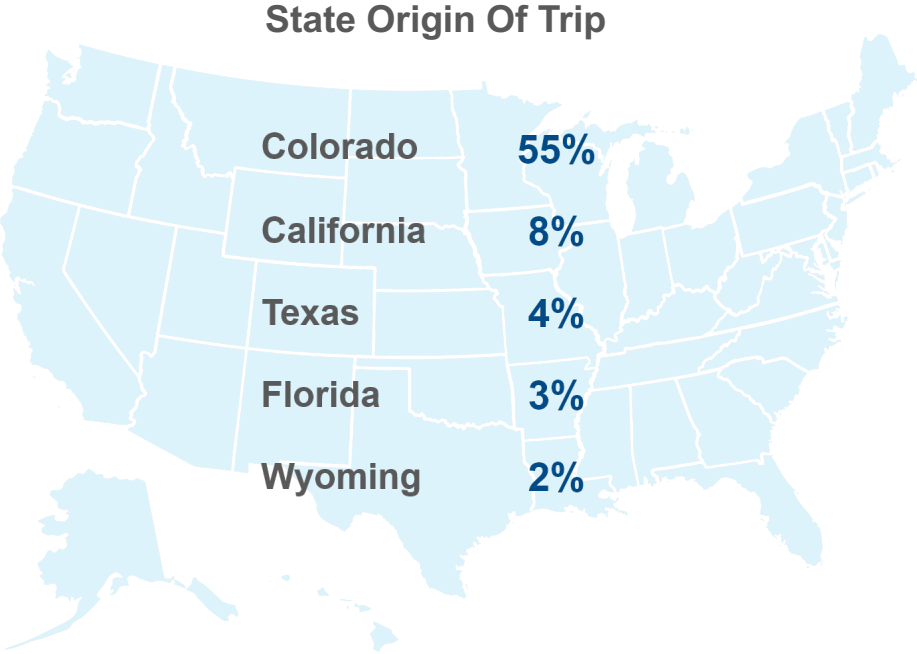 State Origin Of Trip
Colorado 55%
California 8%
Texas 4%
Florida 3%
Wyoming 2%